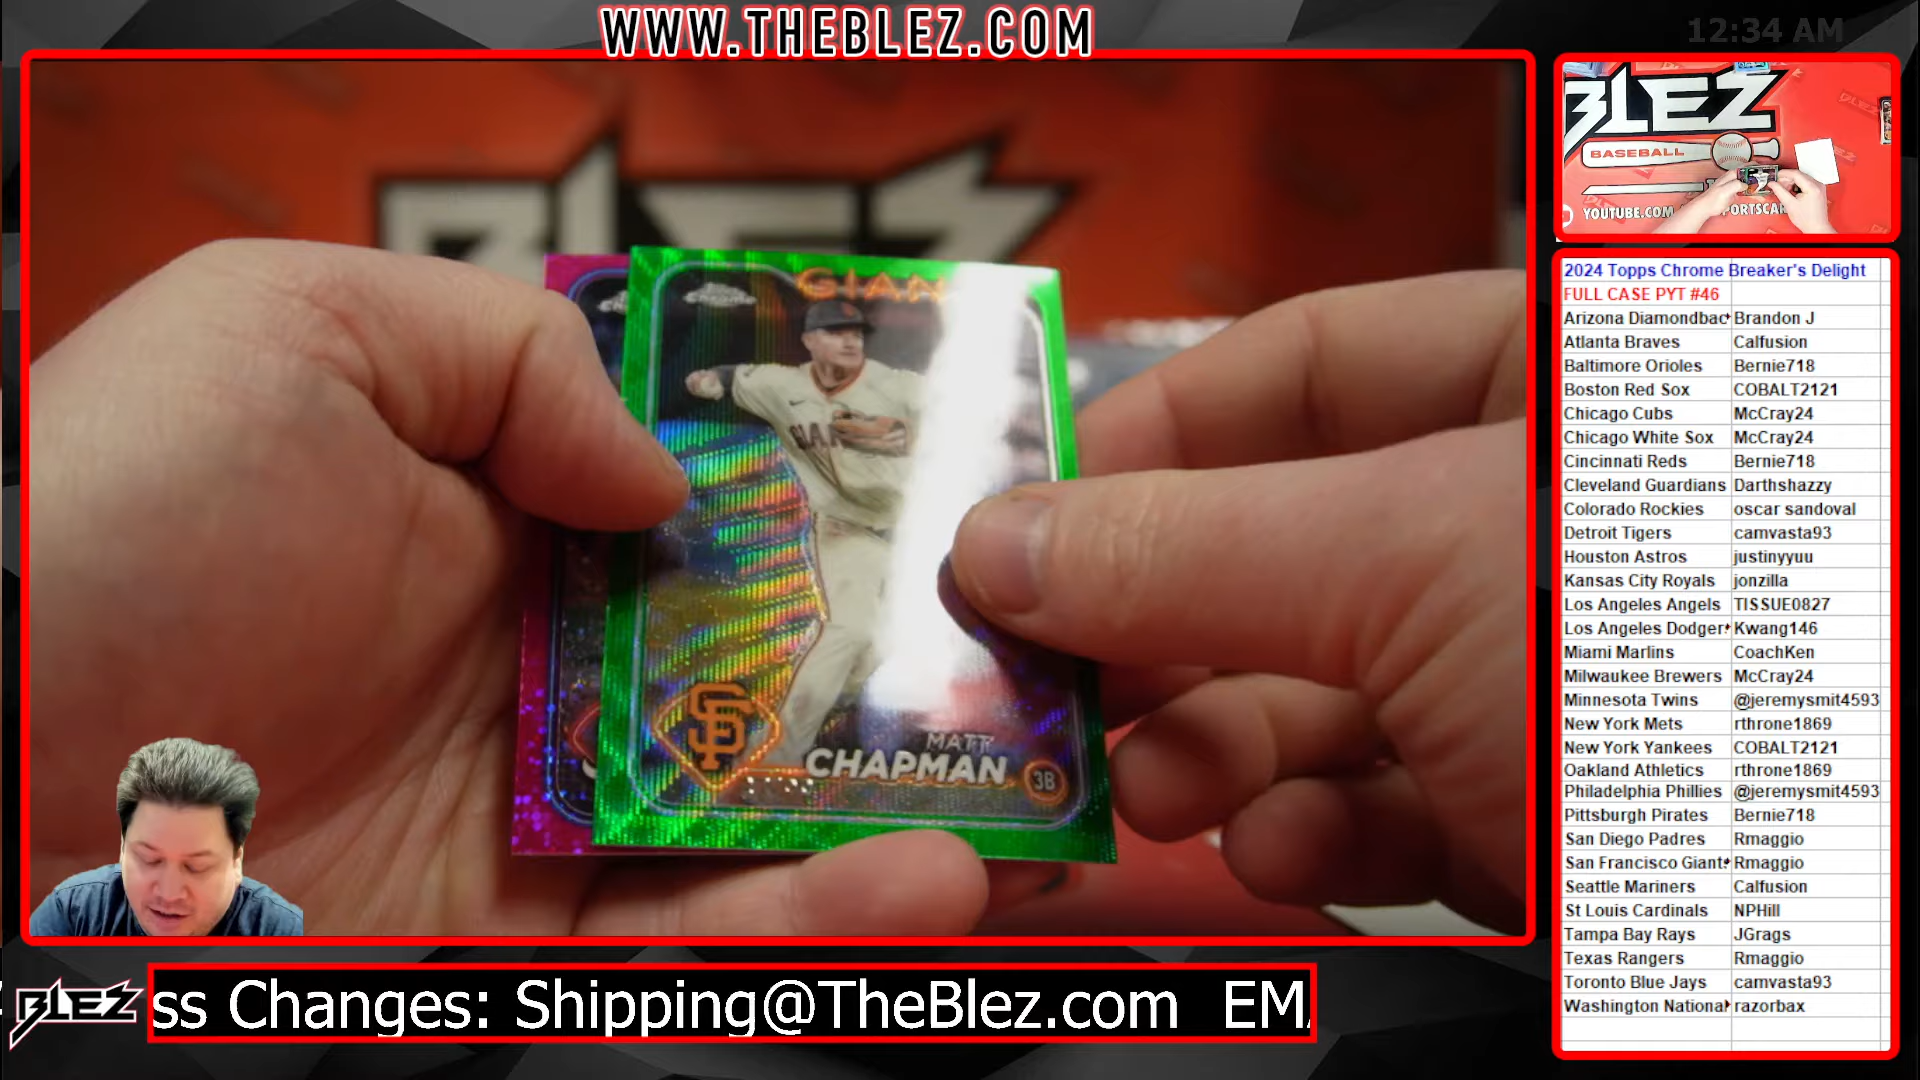 WWW.THEBLEZ.COM
12:34 AM
BLEZ
BASEBALL
YOUTUBE.COM
GIAN
MATT
CHAPMAN
3B
SF
BLEZ
ss Changes: Shipping@TheBlez.com EM
2024 Topps Chrome Breaker's Delight
FULL CASE PYT #46
Arizona Diamondbac Brandon J
Atlanta Braves Calfusion
Baltimore Orioles Bernie718
Boston Red Sox COBALT2121
Chicago Cubs McCray24
Chicago White Sox McCray24
Cincinnati Reds Bernie718
Cleveland Guardians Darthshazzy
Colorado Rockies oscar sandoval
Detroit Tigers camvasta93
Houston Astros justinyyuu
Kansas City Royals jonzilla
Los Angeles Angels TISSUE0827
Los Angeles Dodger Kwang146
Miami Marlins CoachKen
Milwaukee Brewers McCray24
Minnesota Twins @jeremysmit4593
New York Mets rthrone1869
New York Yankees COBALT2121
Oakland Athletics rthrone1869
Philadelphia Phillies @jeremysmit4593
Pittsburgh Pirates Bernie718
San Diego Padres Rmaggio
San Francisco Giant Rmaggio
Seattle Mariners Calfusion
St Louis Cardinals NPHill
Tampa Bay Rays JGrags
Texas Rangers Rmaggio
Toronto Blue Jays camvasta93
Washington National razorbax